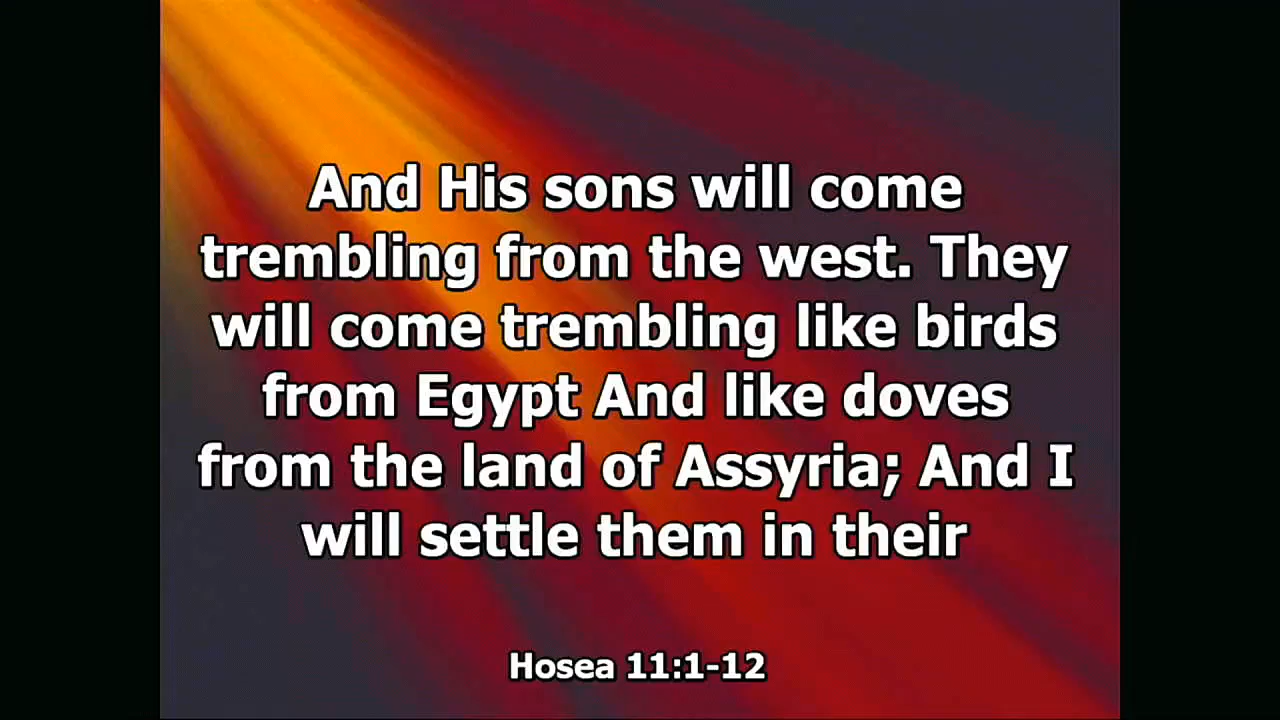 And His sons will come
trembling from the west. They
will come trembling like birds
from Egypt And like doves
from the land of Assyria; And I
will settle them in their
Hosea 11:1-12